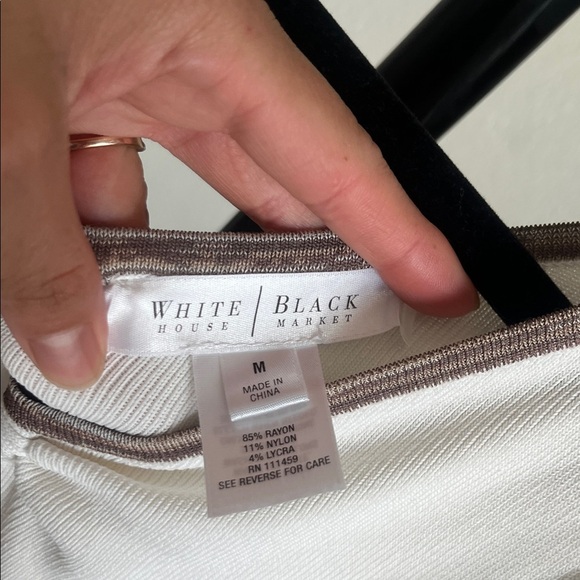 WHITE | BLACK
HOUSE MARKET
M
MADE IN
CHINA
85% RAYON
11% NYLON
4% LYCRA
RN 111459
SEE REVERSE FOR CARE